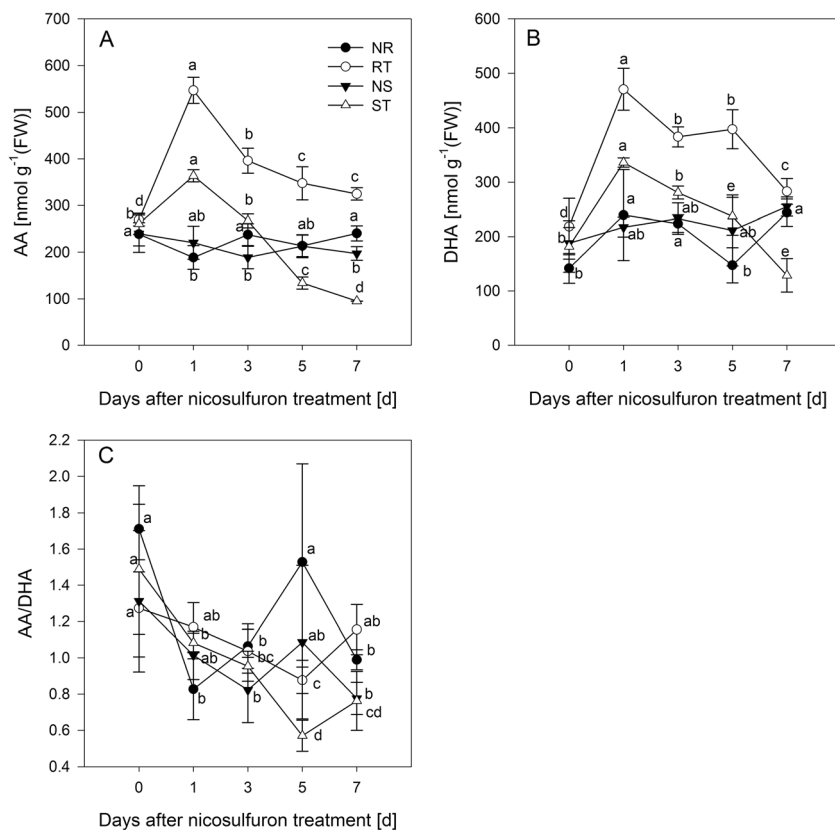 A
NR
RT
NS
ST
AA [nmol g⁻¹(FW)]
700
600
500
400
300
200
100
0
d
b
a
a
a
ab
b
b
b
a
b
c
ab
c
c
a
b
d
0 1 3 5 7
Days after nicosulfuron treatment [d]
B
DHA [nmol g⁻¹(FW)]
600
500
400
300
200
100
0
d
b
b
a
a
a
ab
b
b
ab
a
b
e
ab
b
c
a
e
0 1 3 5 7
Days after nicosulfuron treatment [d]
C
AA/DHA
2.2
2.0
1.8
1.6
1.4
1.2
1.0
0.8
0.6
0.4
a
a
a
ab
b
ab
b
b
bc
b
a
ab
c
d
ab
b
b
cd
0 1 3 5 7
Days after nicosulfuron treatment [d]